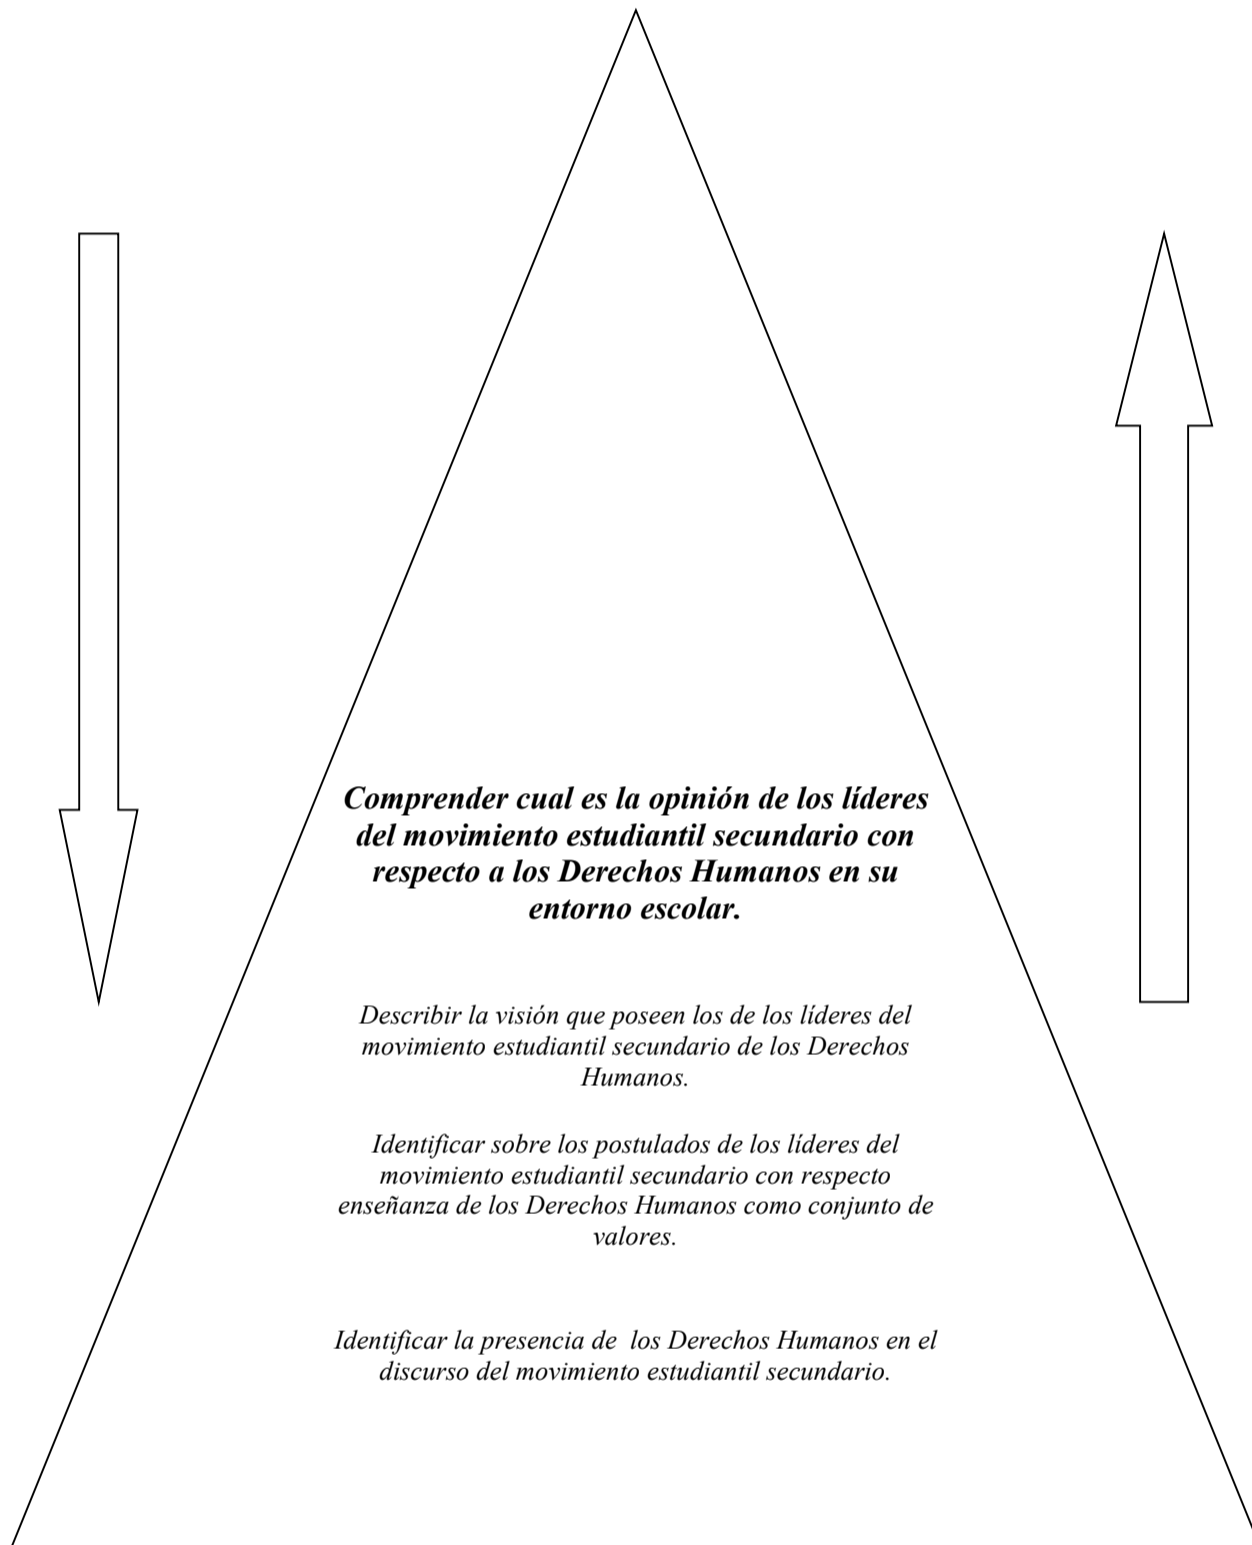 Comprender cual es la opinión de los líderes
del movimiento estudiantil secundario con
respecto a los Derechos Humanos en su
entorno escolar.
Describir la visión que poseen los de los líderes del
movimiento estudiantil secundario de los Derechos
Humanos.
Identificar sobre los postulados de los líderes del
movimiento estudiantil secundario con respecto
enseñanza de los Derechos Humanos como conjunto de
valores.
Identificar la presencia de  los Derechos Humanos en el
discurso del movimiento estudiantil secundario.